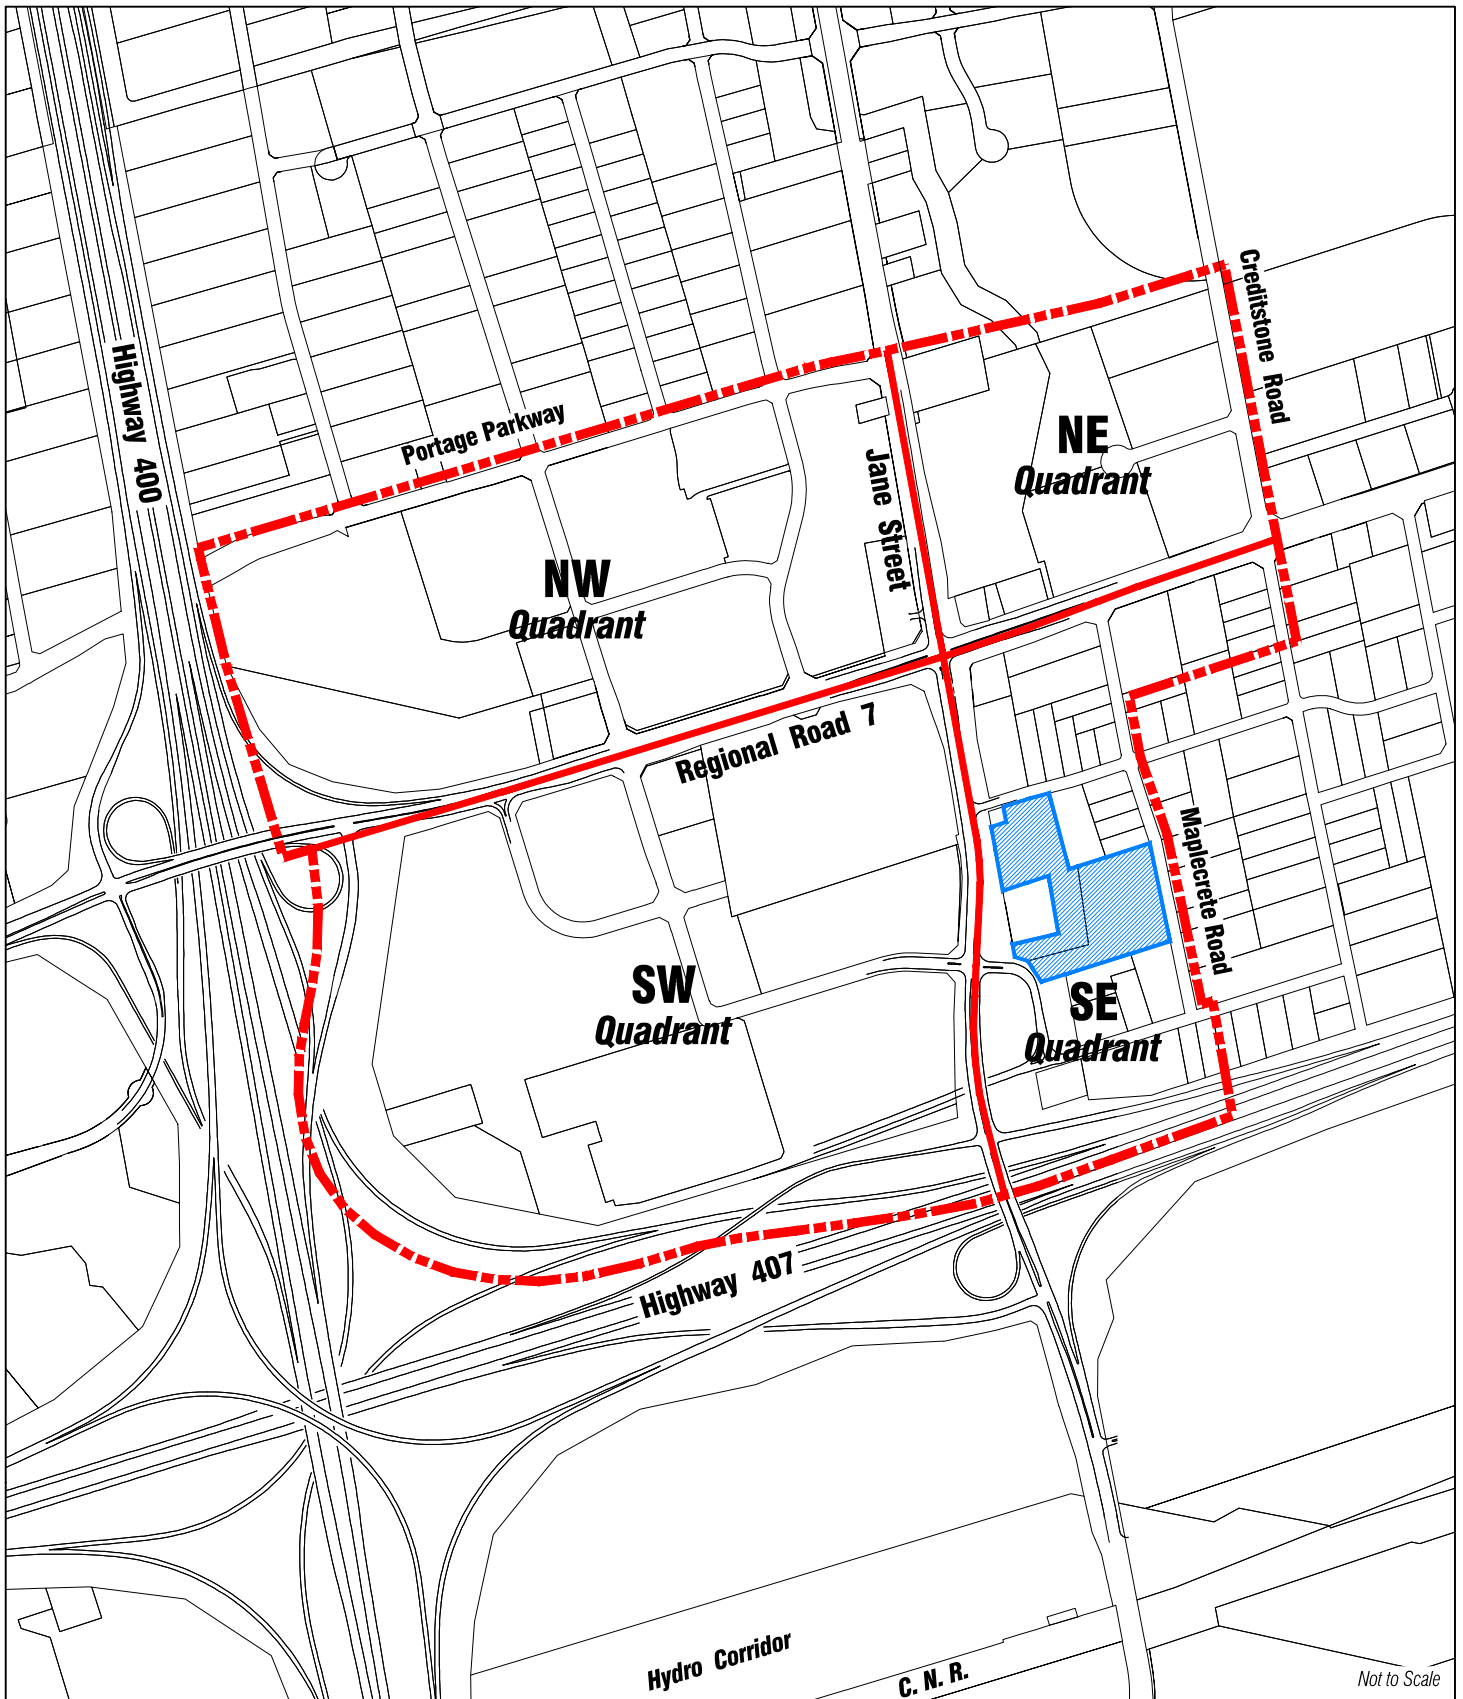 Creditstone Road
Highway 400
Portage Parkway
NE
Quadrant
Jane Street
NW
Quadrant
Regional Road 7
Maplecrete Road
SW
Quadrant
SE
Quadrant
Highway 407
Hydro Corridor
C. N. R.
Not to Scale